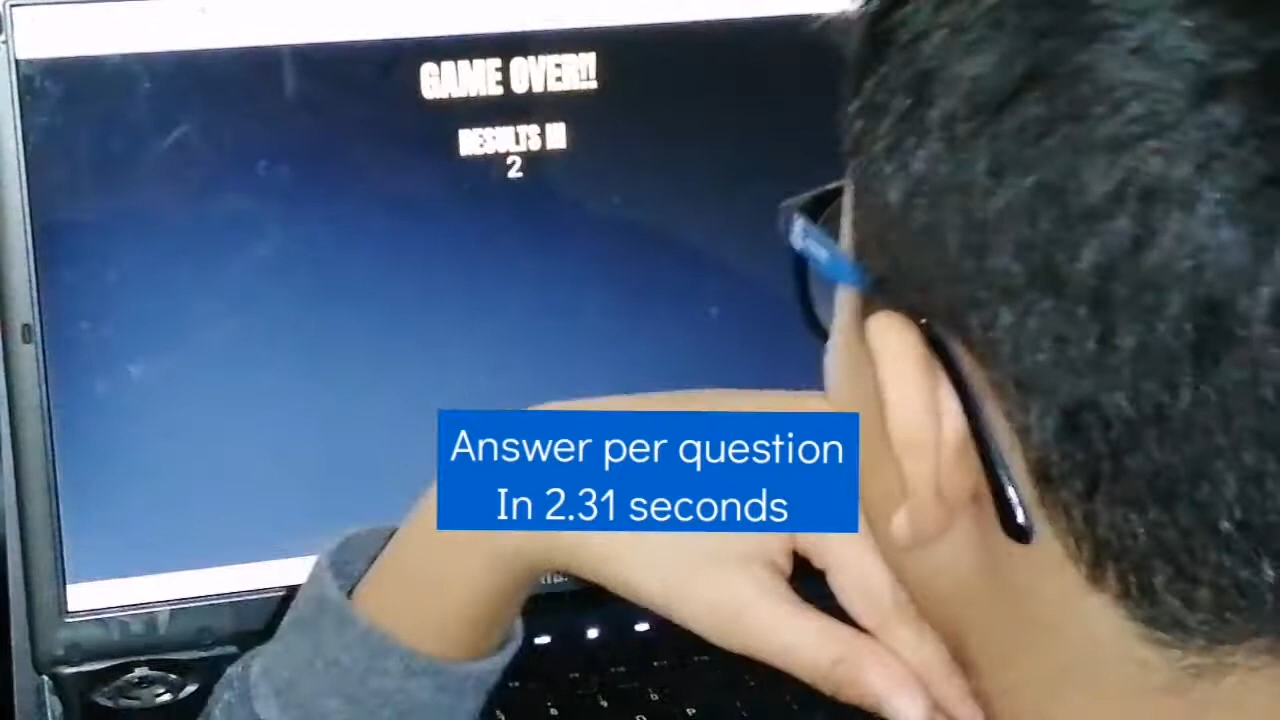 GAME OVER!!
RESULTS IN
2
Answer per question
In 2.31 seconds